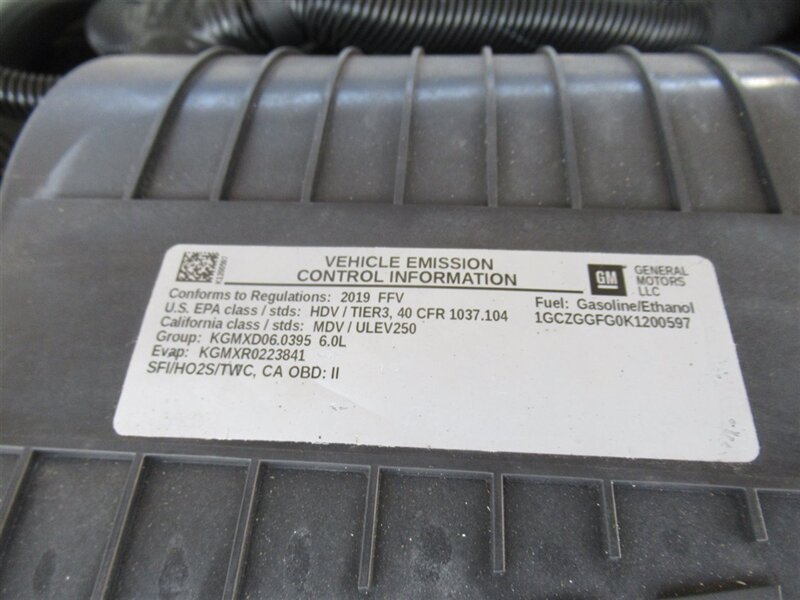 VEHICLE EMISSION
CONTROL INFORMATION
GM
GENERAL
MOTORS
LLC
K1200597
Conforms to Regulations: 2019 FFV
Fuel: Gasoline/Ethanol
U.S. EPA class / stds: HDV / TIER3, 40 CFR 1037.104
1GCZGGFG0K1200597
California class / stds: MDV / ULEV250
Group: KGMXD06.0395 6.0L
Evap: KGMXR0223841
SFI/HO2S/TWC, CA OBD: II